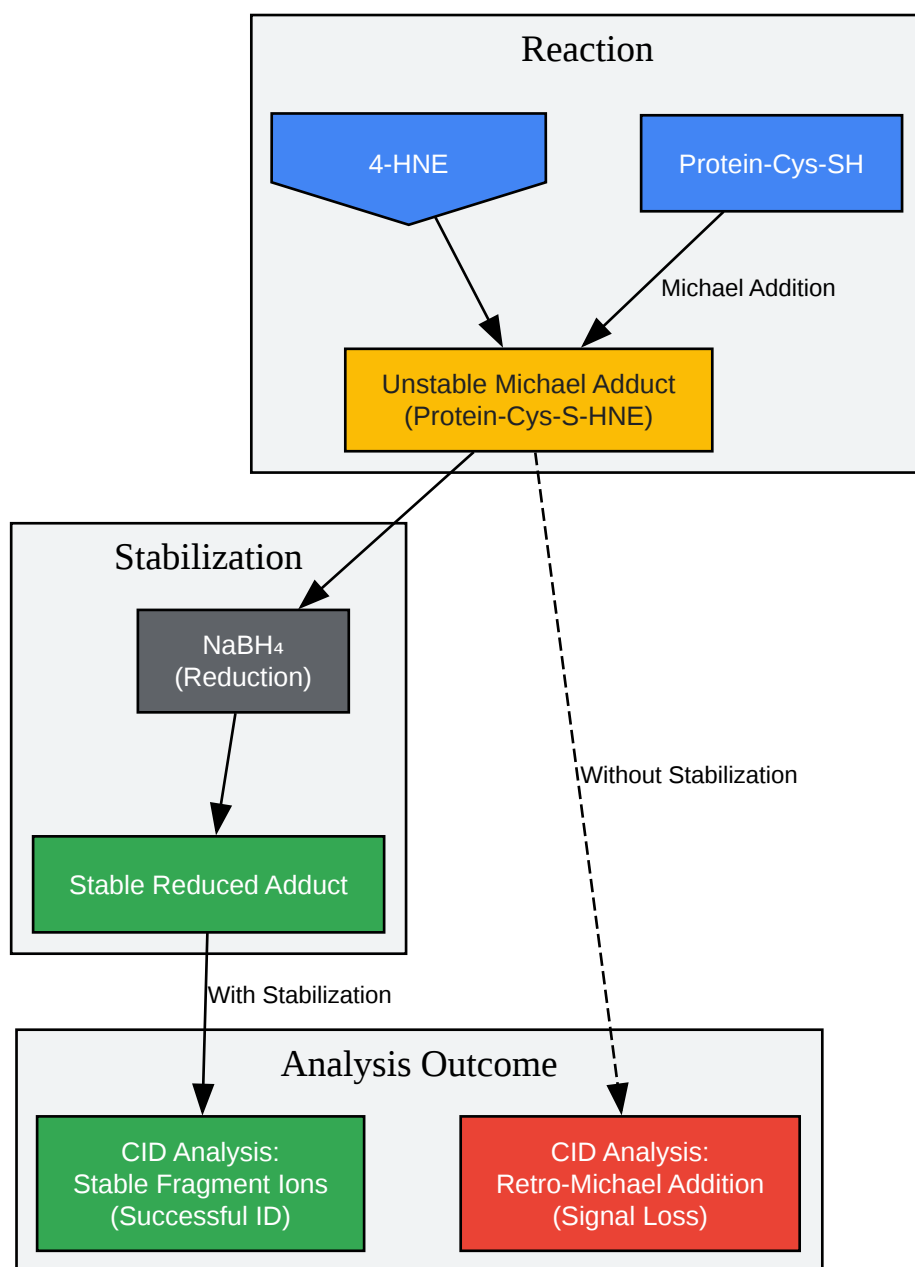 Reaction
4-HNE
Protein-Cys-SH
Michael Addition
Unstable Michael Adduct
(Protein-Cys-S-HNE)
Stabilization
NaBH₄
(Reduction)
Without Stabilization
Stable Reduced Adduct
With Stabilization
Analysis Outcome
CID Analysis:
Stable Fragment Ions
(Successful ID)
CID Analysis:
Retro-Michael Addition
(Signal Loss)